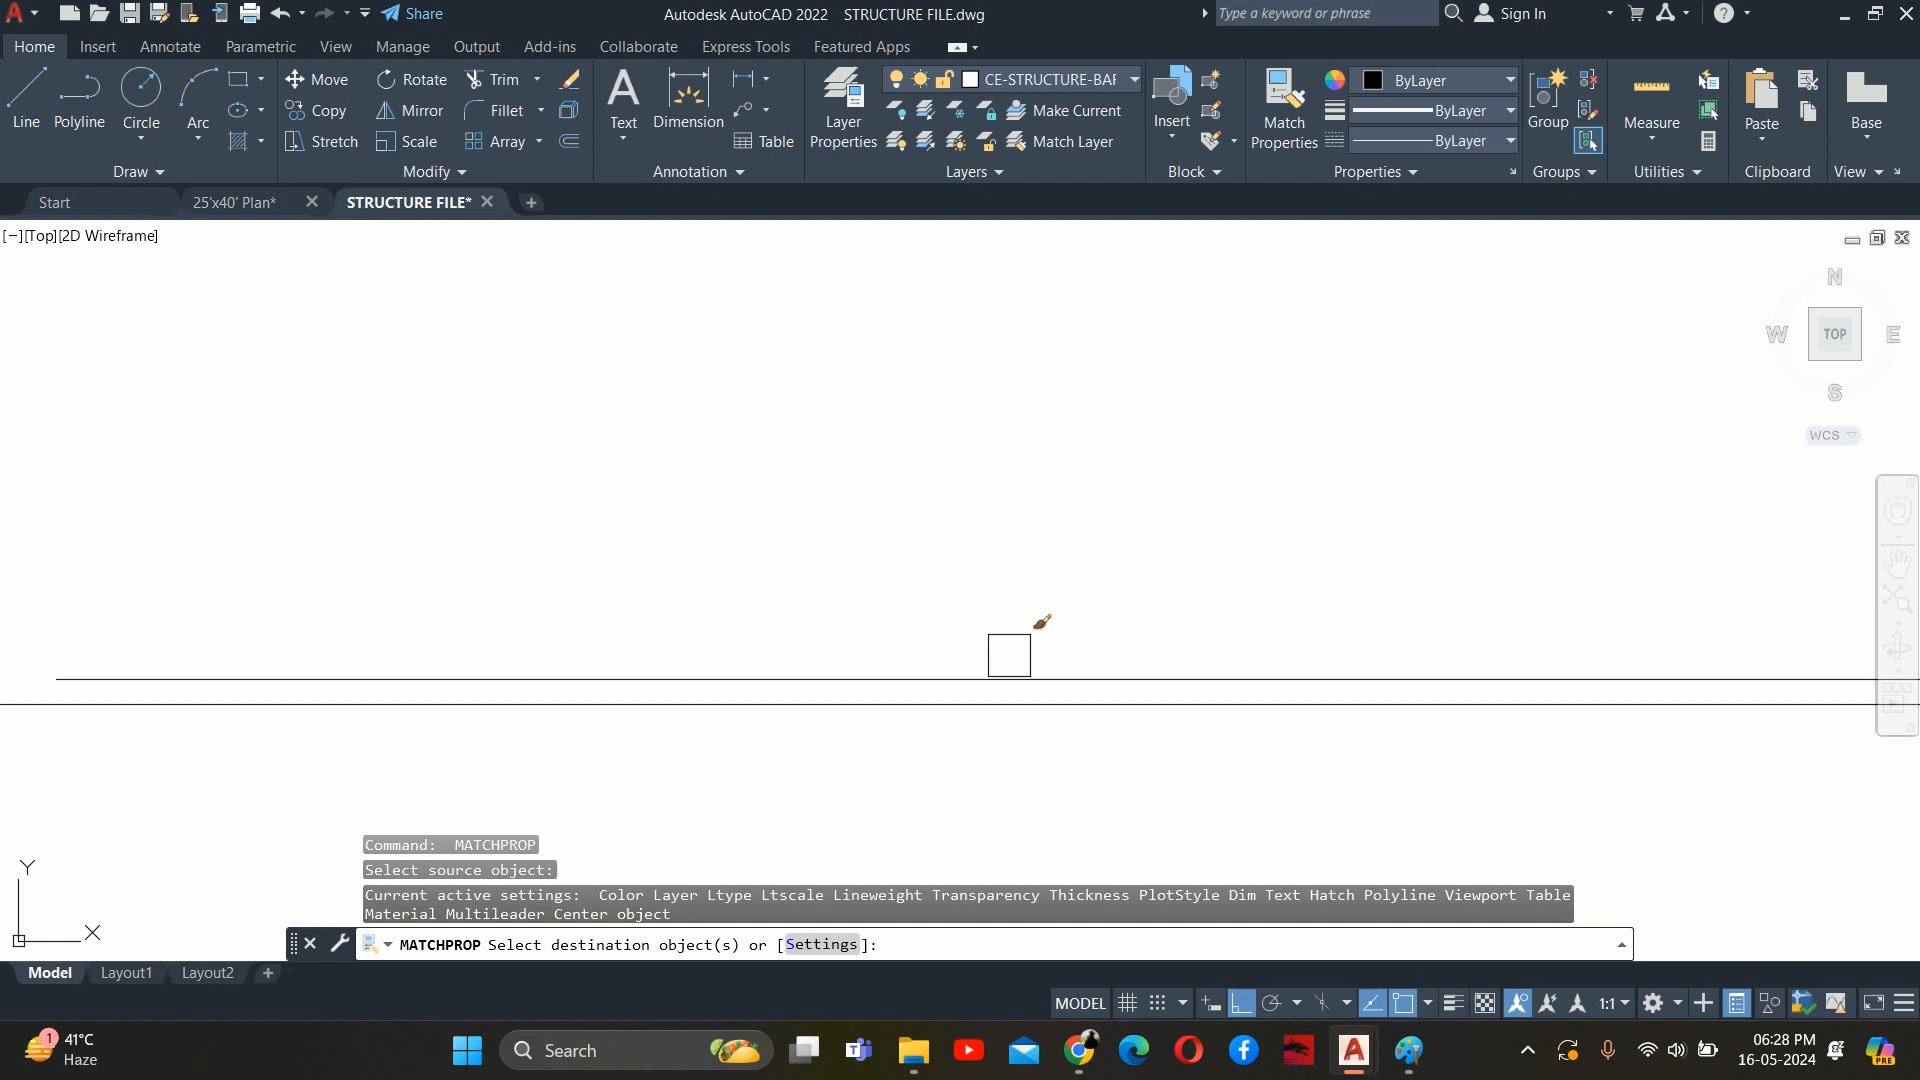 Share
Autodesk AutoCAD 2022 STRUCTURE FILE.dwg
Type a keyword or phrase
Sign In
Home Insert Annotate Parametric View Manage Output Add-ins Collaborate Express Tools Featured Apps
Line Polyline Circle Arc
Move Rotate Trim
Copy Mirror Fillet
Stretch Scale Array
Text Dimension Table
Layer Properties
CE-STRUCTURE-BAR
Make Current
Match Layer
Insert
Match Properties
ByLayer
ByLayer
ByLayer
Group Measure Paste Base
Draw Modify Annotation Layers Block Properties Groups Utilities Clipboard View
Start 25'x40' Plan* STRUCTURE FILE*
[−][Top][2D Wireframe]
N
W TOP E
S
WCS
Command: MATCHPROP
Select source object:
Current active settings: Color Layer Ltype Ltscale Lineweight Transparency Thickness PlotStyle Dim Text Hatch Polyline Viewport Table
Material Multileader Center object
Y
X
MATCHPROP Select destination object(s) or [Settings]:
Model Layout1 Layout2
MODEL 1:1
1
41°C
Haze
Search
06:28 PM
16-05-2024
PRE